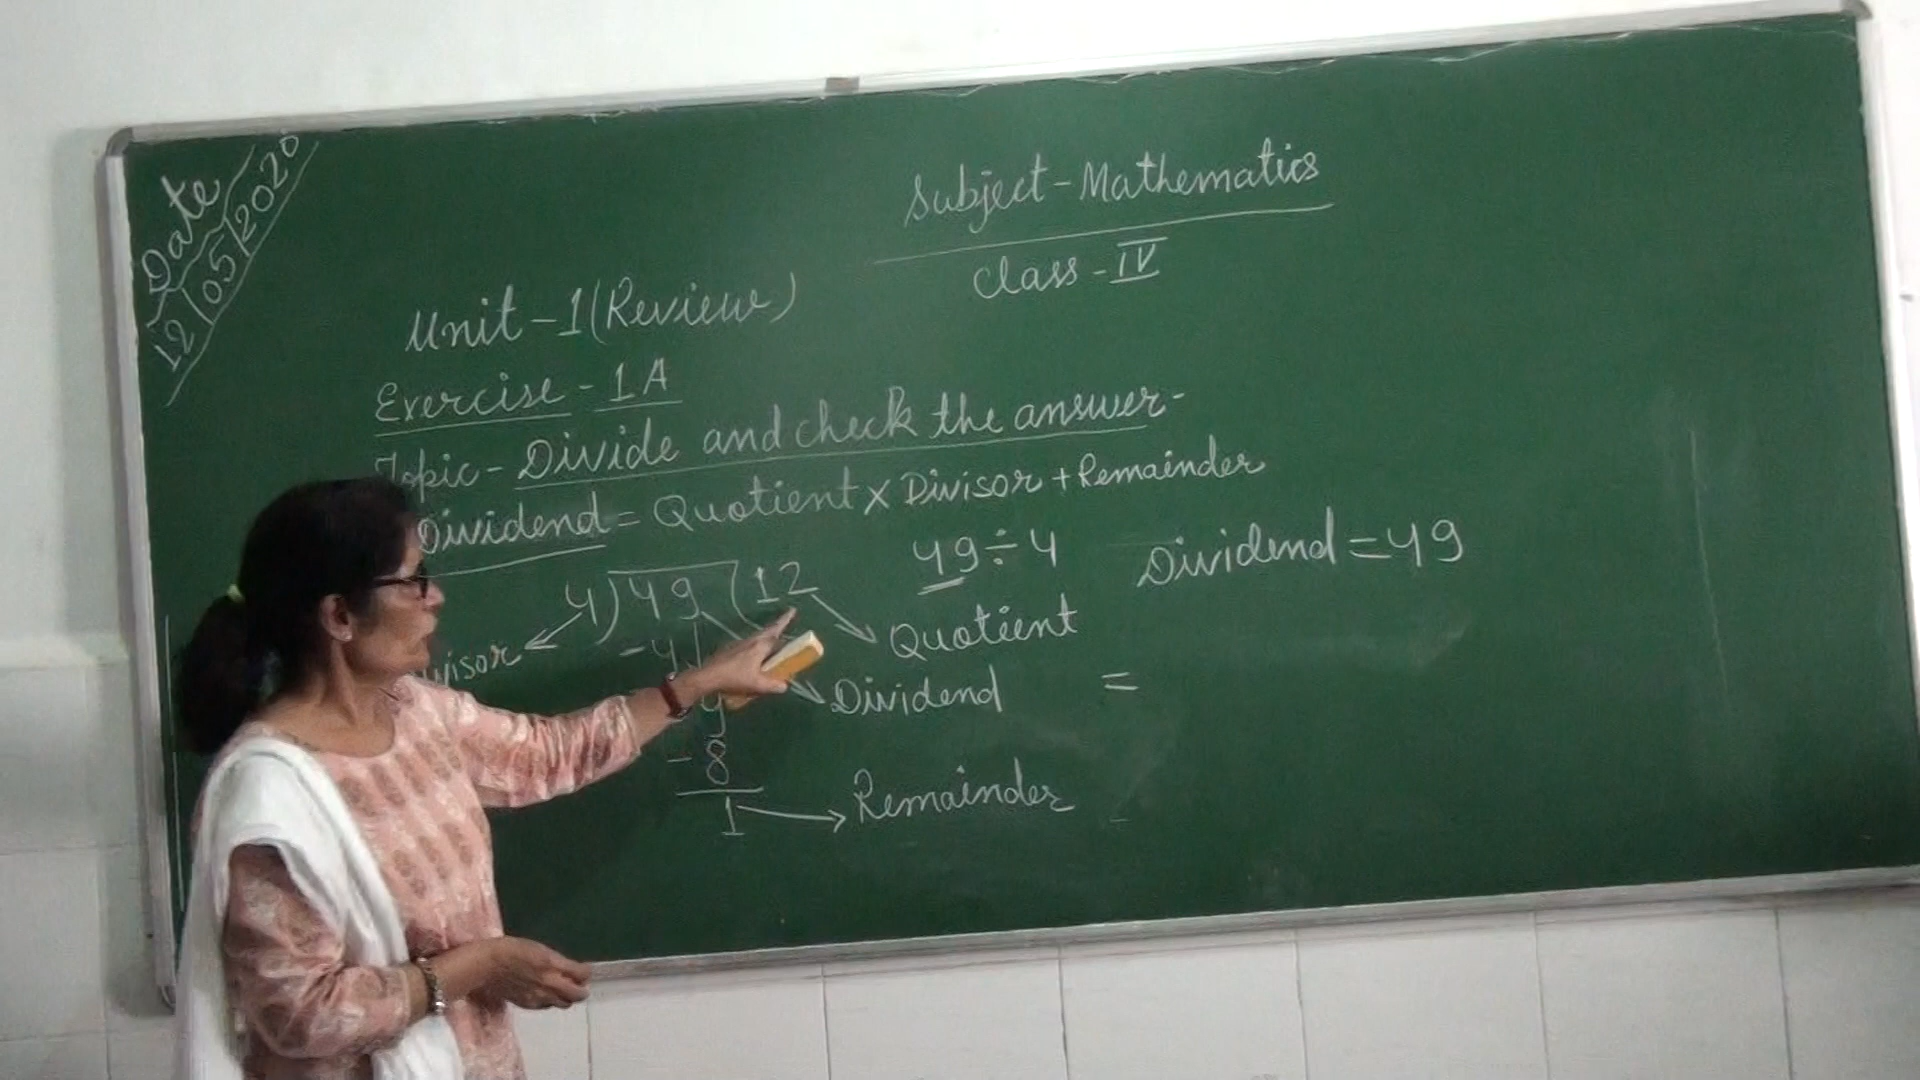 Date
12/05/2020
Subject-Mathematics
Class-IV
Unit-1(Review)
Exercise-1A
Topic-Divide and check the answer-
Dividend=Quotient×Divisor+Remainder
4)49(12
49÷4
Dividend=49
Quotient
-4
Dividend
=
-8
1
Remainder